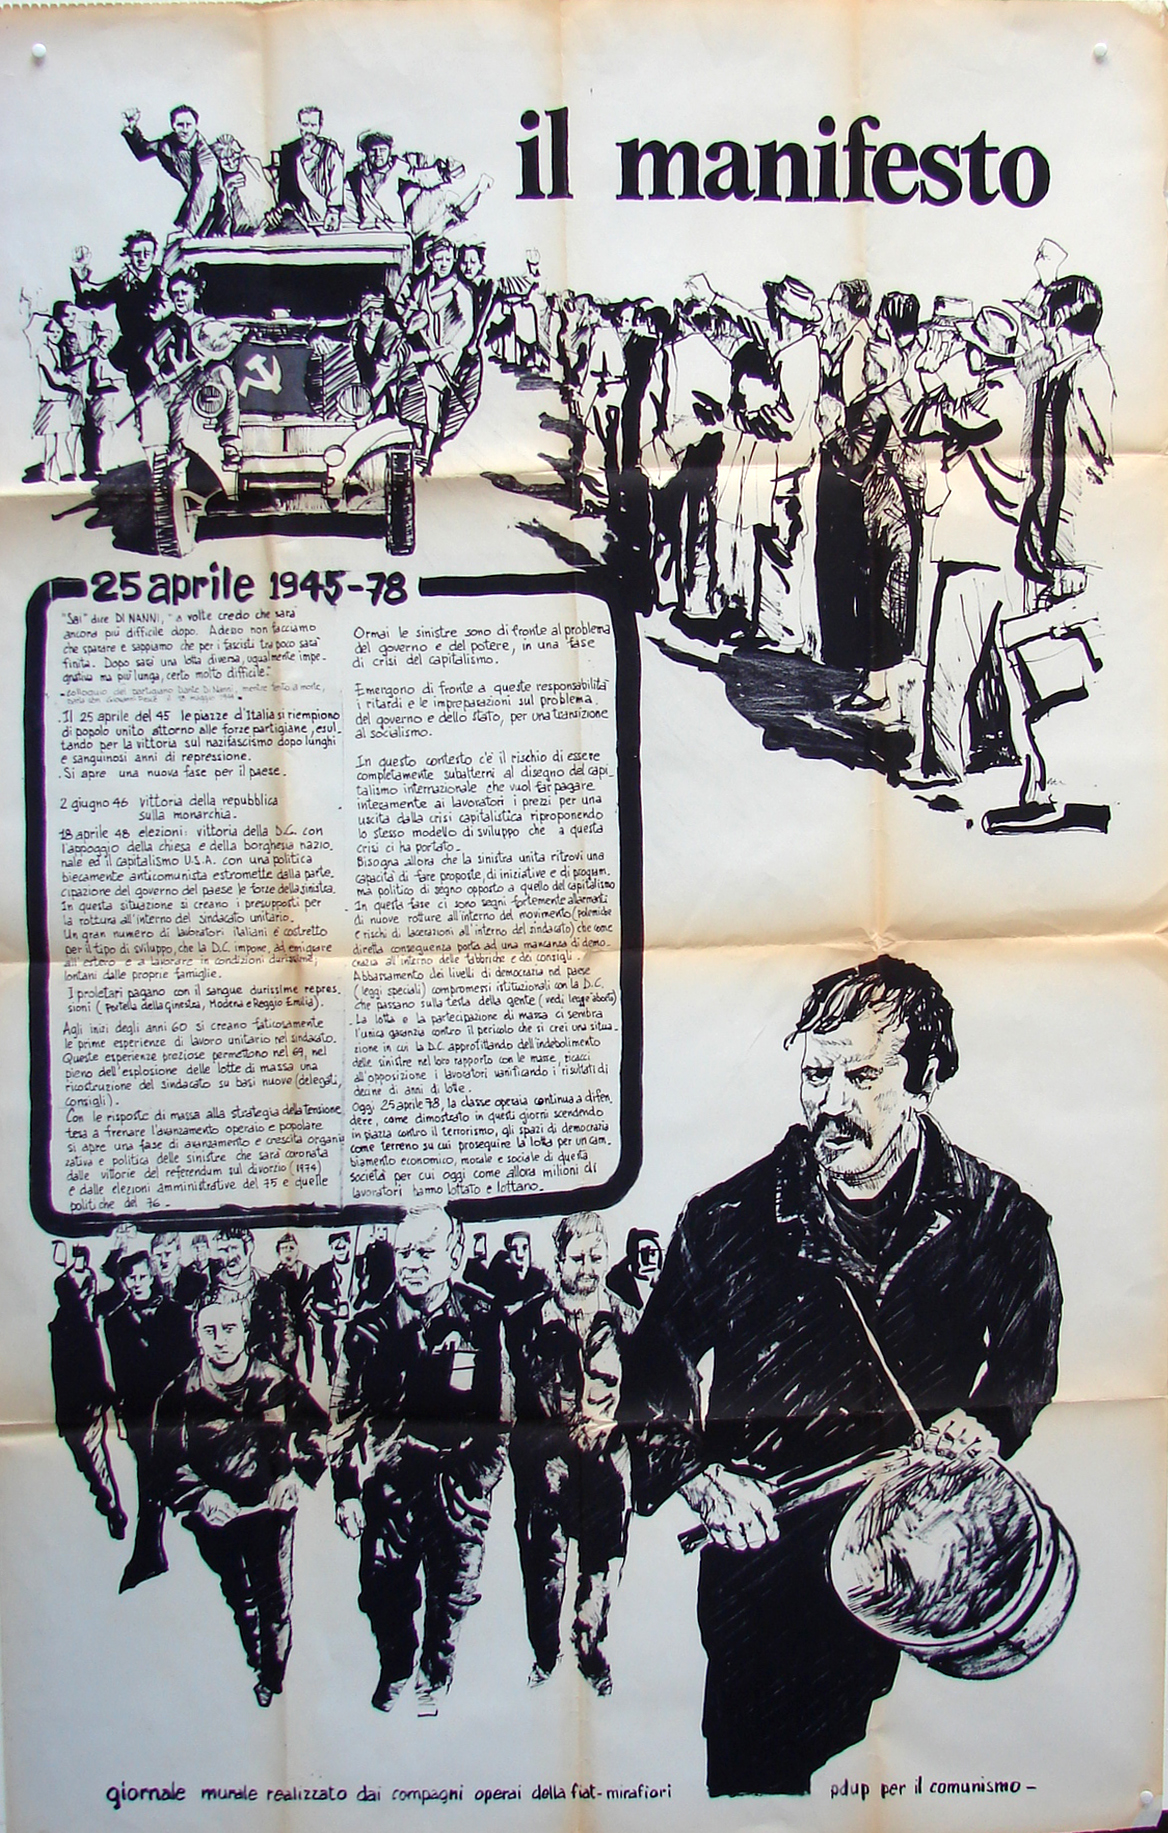 il manifesto
25 aprile 1945-78
"Sai" dice DI NANNI, "a volte credo che sarà
ancora più difficile dopo. Adesso non facciamo
che sparare e sappiamo che per i fascisti tra poco sarà
finita. Dopo sarà una lotta diversa, ugualmente impe-
gnativa ma più lunga, certo molto difficile."
- colloquio del partigiano Dante Di Nanni, mentre ferito a morte,
. Il 25 aprile del 45 le piazze d'Italia si riempiono
di popolo unito attorno alle forze partigiane, esul-
tando per la vittoria sul nazifascismo dopo lunghi
e sanguinosi anni di repressione.
. Si apre una nuova fase per il paese.
2 giugno 46 Vittoria della repubblica
sulla monarchia.
18 aprile 48 elezioni: vittoria della D.C. con
l'appoggio della chiesa e della borghesia nazio-
nale ed il capitalismo U.S.A. con una politica
biecamente anticomunista estromette dalla parte-
cipazione del governo del paese le forze della sinistra.
In questa situazione si creano i presupposti per
la rottura all'interno del sindacato unitario.
Un gran numero di laboratori italiani è costretto
per il tipo di sviluppo, che la D.C. impone, ad emigrare
all'estero e a lavorare in condizioni durissime,
lontani dalle proprie famiglie.
I proletari pagano con il sangue durissime repres-
sioni (Portella della Ginestra, Modena e Reggio Emilia).
Agli inizi degli anni 60 si creano faticosamente
le prime esperienze di lavoro unitario nel sindacato.
Queste esperienze preziose permettono nel 69, nel
pieno dell'esplosione delle lotte di massa una
ricostruzione del sindacato su basi nuove (delegati,
consigli).
Con le risposte di massa alla strategia della Tensione
tesa a frenare l'avanzamento operaio e popolare
si apre una fase di avanzamento e crescita organiz
zativa e politica delle sinistre che sarà coronata
dalle vittorie del referendum sul divorzio (1974)
e dalle elezioni amministrative del 75 e quelle
politiche del 76 -
Ormai le sinistre sono di fronte al problema
del governo e del potere, in una fase
di crisi del capitalismo.
Emergono di fronte a queste responsabilità
i ritardi e le impreparazioni sul problema
del governo e dello stato, per una transizione
al socialismo.
In questo contesto c'è il rischio di essere
completamente subalterni al disegno del capi-
talismo internazionale che vuol far pagare
interamente ai lavoratori i prezzi per una
uscita dalla crisi capitalistica riproponendo
lo stesso modello di sviluppo che a questa
crisi ci ha portato.
Bisogna allora che la sinistra unita ritrovi una
capacità di fare proposte, di iniziative e di program-
ma politico di segno opposto a quello del capitalismo
- In questa fase ci sono segni fortemente allarmanti
di nuove rotture all'interno del movimento (polemiche
e rischi di lacerazioni all'interno del sindacato) che come
diretta conseguenza porta ad una mancanza di demo-
crazia all'interno delle fabbriche e dei consigli.
Abbassamento dei livelli di democrazia nel paese
(leggi speciali) compromessi istituzionali con la D.C.
che passano sulla testa della gente (vedi legge aborto)
- La lotta e la partecipazione di massa ci sembra
l'unica garanzia contro il pericolo che si crei una situa-
zione in cui la D.C. approfittando dell'indebolimento
delle sinistre nel loro rapporto con le masse, ricacci
all'opposizione i lavoratori vanificando i risultati di
decine di anni di lotte.
Oggi 25 aprile 78, la classe operaia continua a difen-
dere, come dimostrato in questi giorni scendendo
in piazza contro il terrorismo, gli spazi di democrazia
come terreno su cui proseguire la lotta per un cam-
biamento economico, morale e sociale di questa
società per cui oggi come allora milioni di
lavoratori hanno lottato e lottano.
giornale murale realizzato dai compagni operai della fiat-mirafiori
pdup per il comunismo -